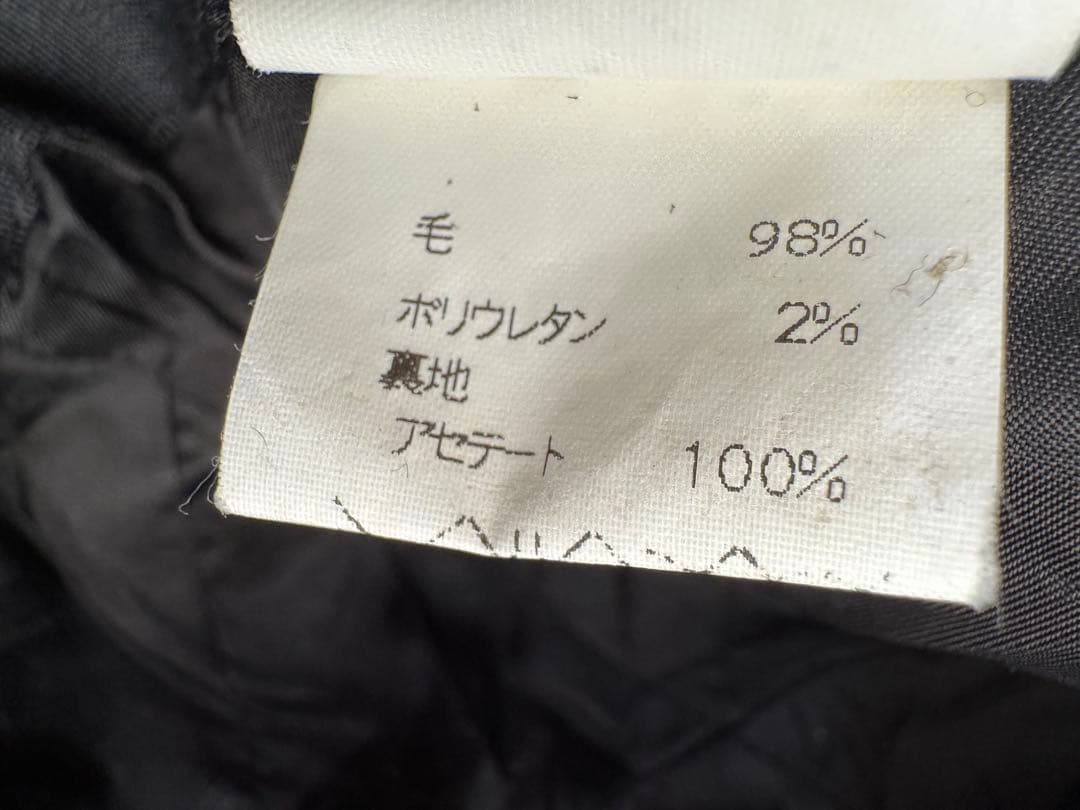 毛 98%
ポリウレタン 2%
裏地
アセテート 100%